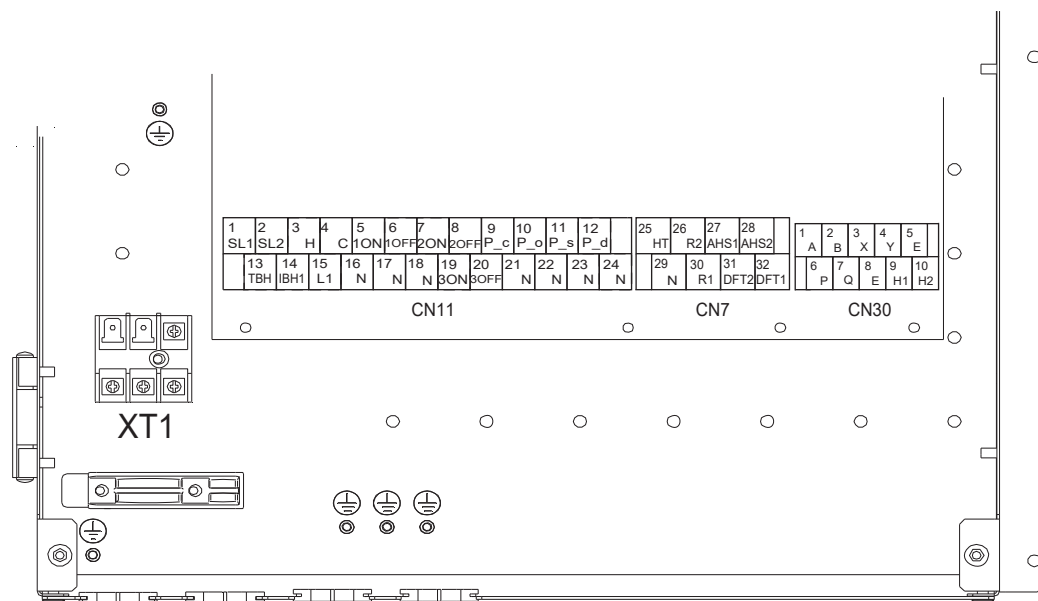 1 2 3 4 5 6 7 8 9 10 11 12
SL1 SL2 H C 1ON 1OFF 2ON 2OFF P_c P_o P_s P_d
13 14 15 16 17 18 19 20 21 22 23 24
TBH IBH1 L1 N N N 3ON 3OFF N N N N
CN11
25 26 27 28
HT R2 AHS1 AHS2
29 30 31 32
N R1 DFT2 DFT1
CN7
1 2 3 4 5
A B X Y E
6 7 8 9 10
P Q E H1 H2
CN30
XT1